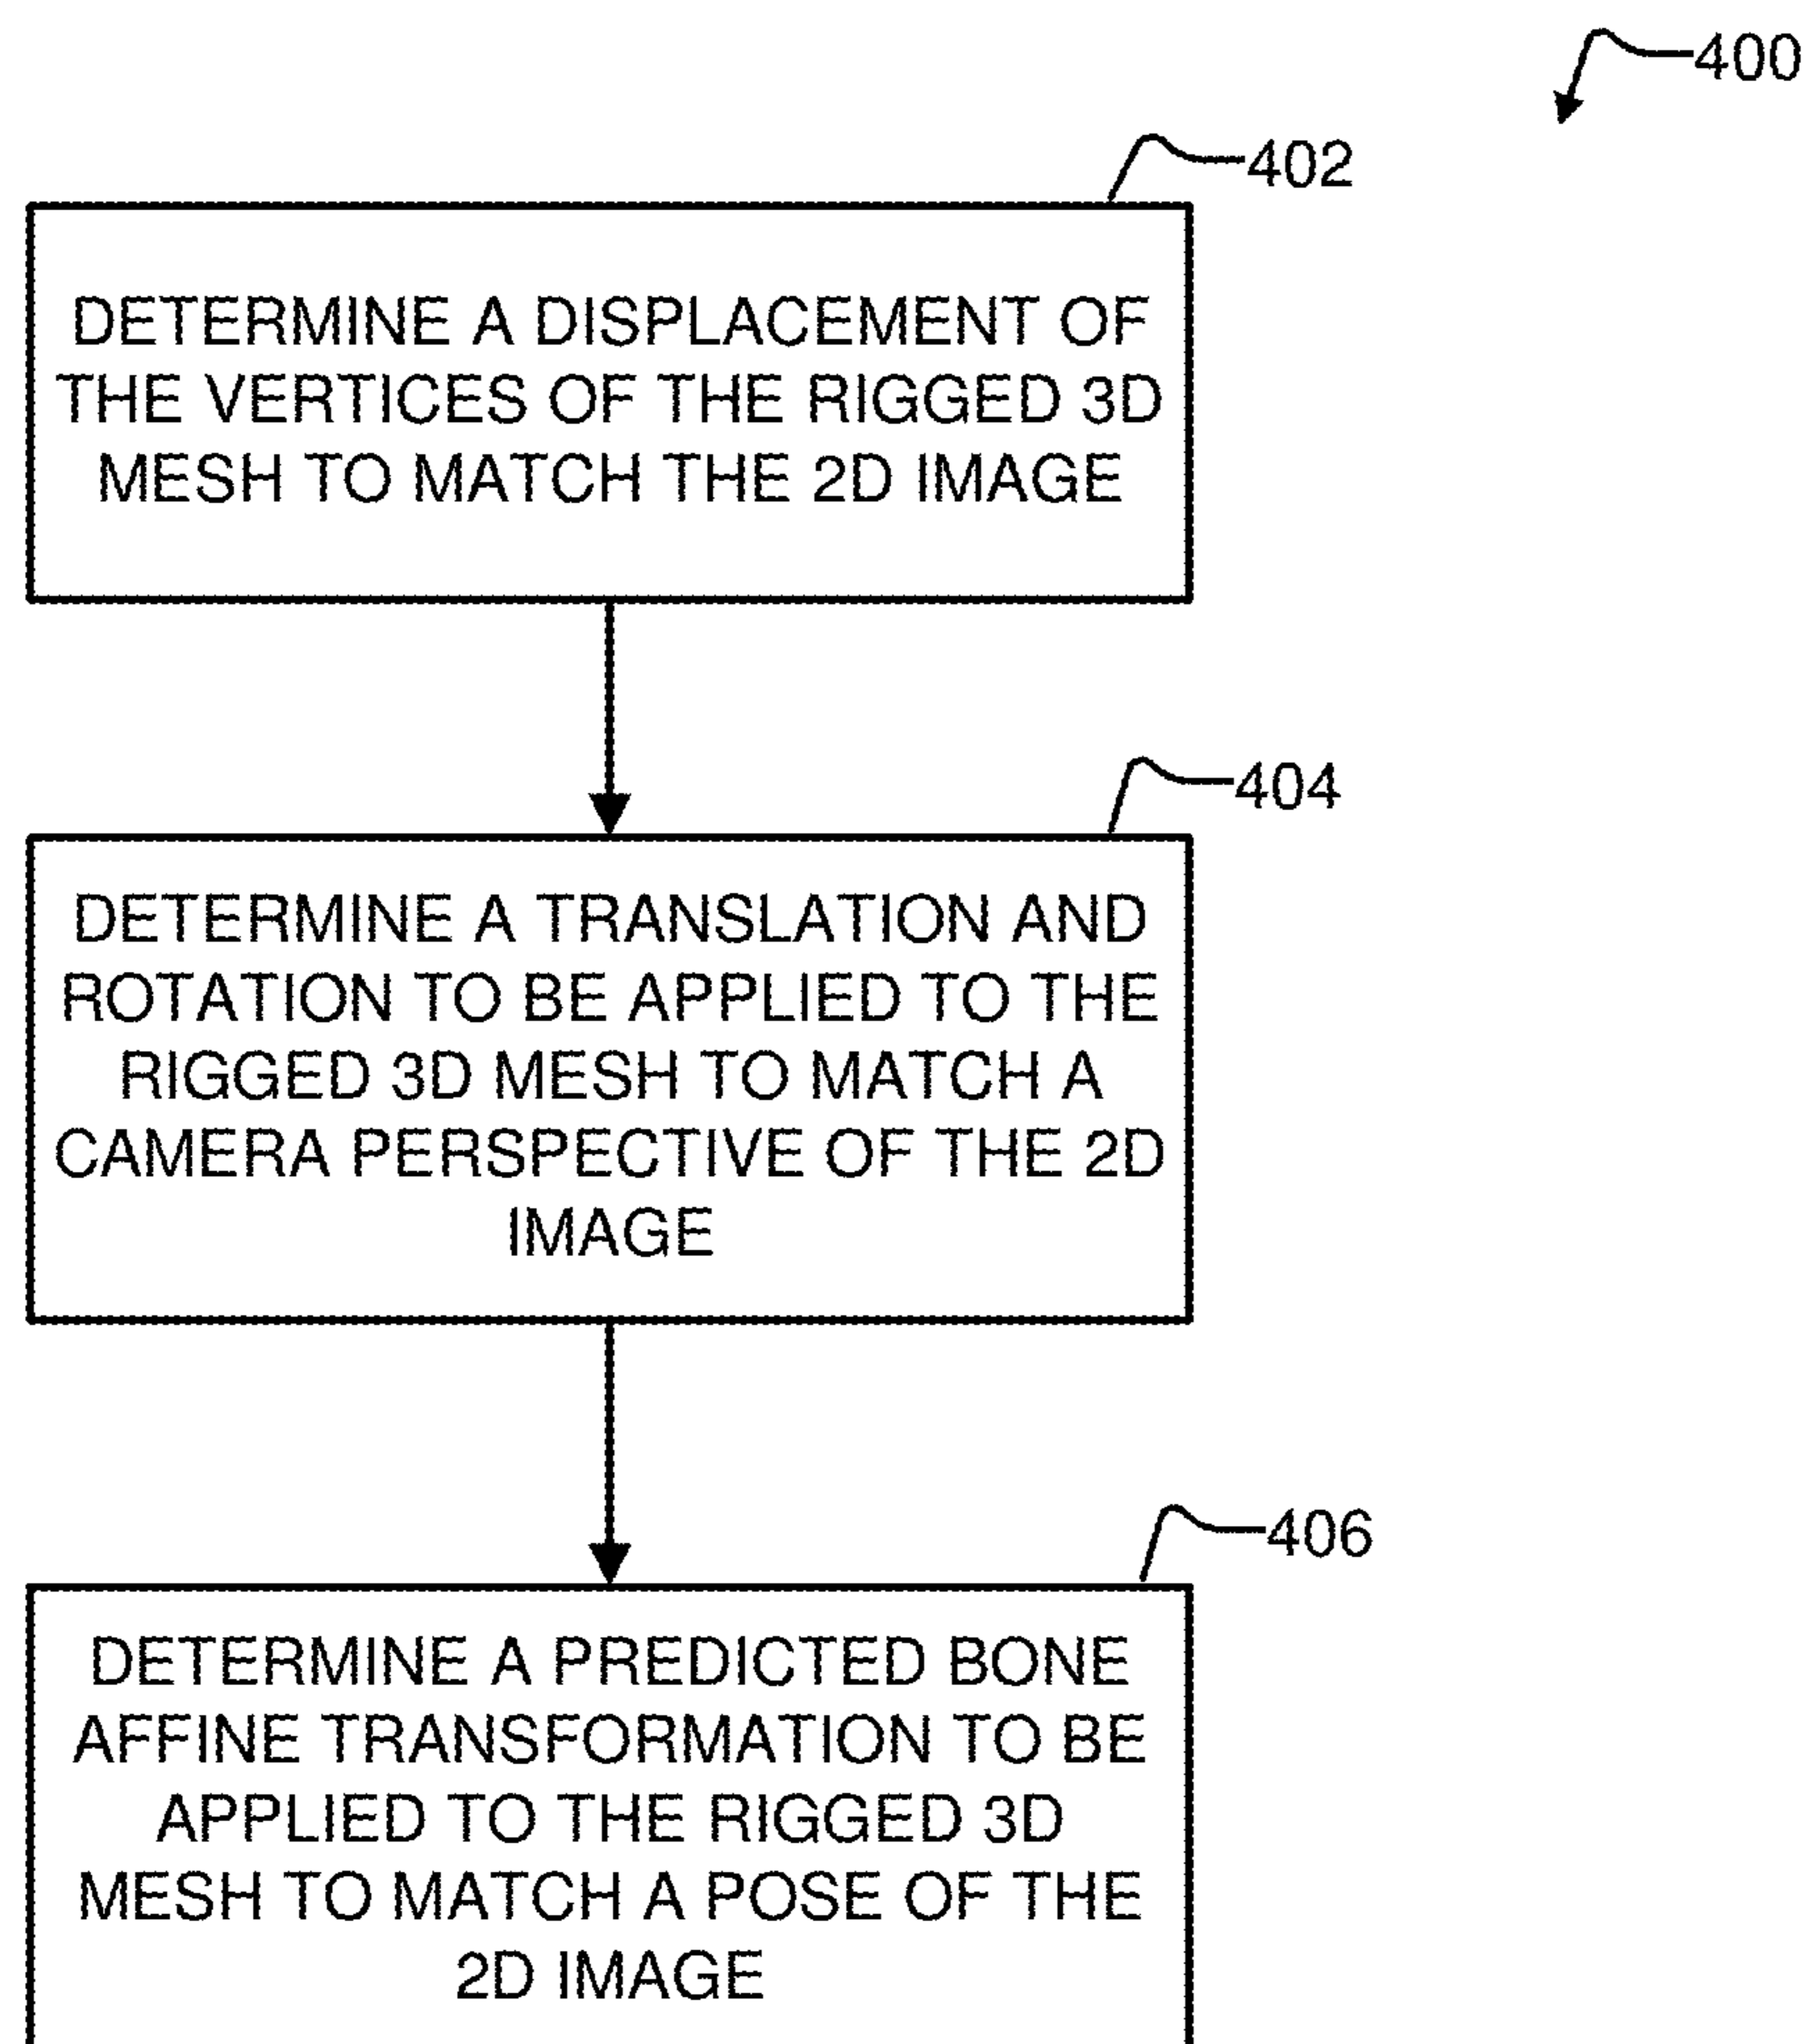 400
402
DETERMINE A DISPLACEMENT OF
THE VERTICES OF THE RIGGED 3D
MESH TO MATCH THE 2D IMAGE
404
DETERMINE A TRANSLATION AND
ROTATION TO BE APPLIED TO THE
RIGGED 3D MESH TO MATCH A
CAMERA PERSPECTIVE OF THE 2D
IMAGE
406
DETERMINE A PREDICTED BONE
AFFINE TRANSFORMATION TO BE
APPLIED TO THE RIGGED 3D
MESH TO MATCH A POSE OF THE
2D IMAGE